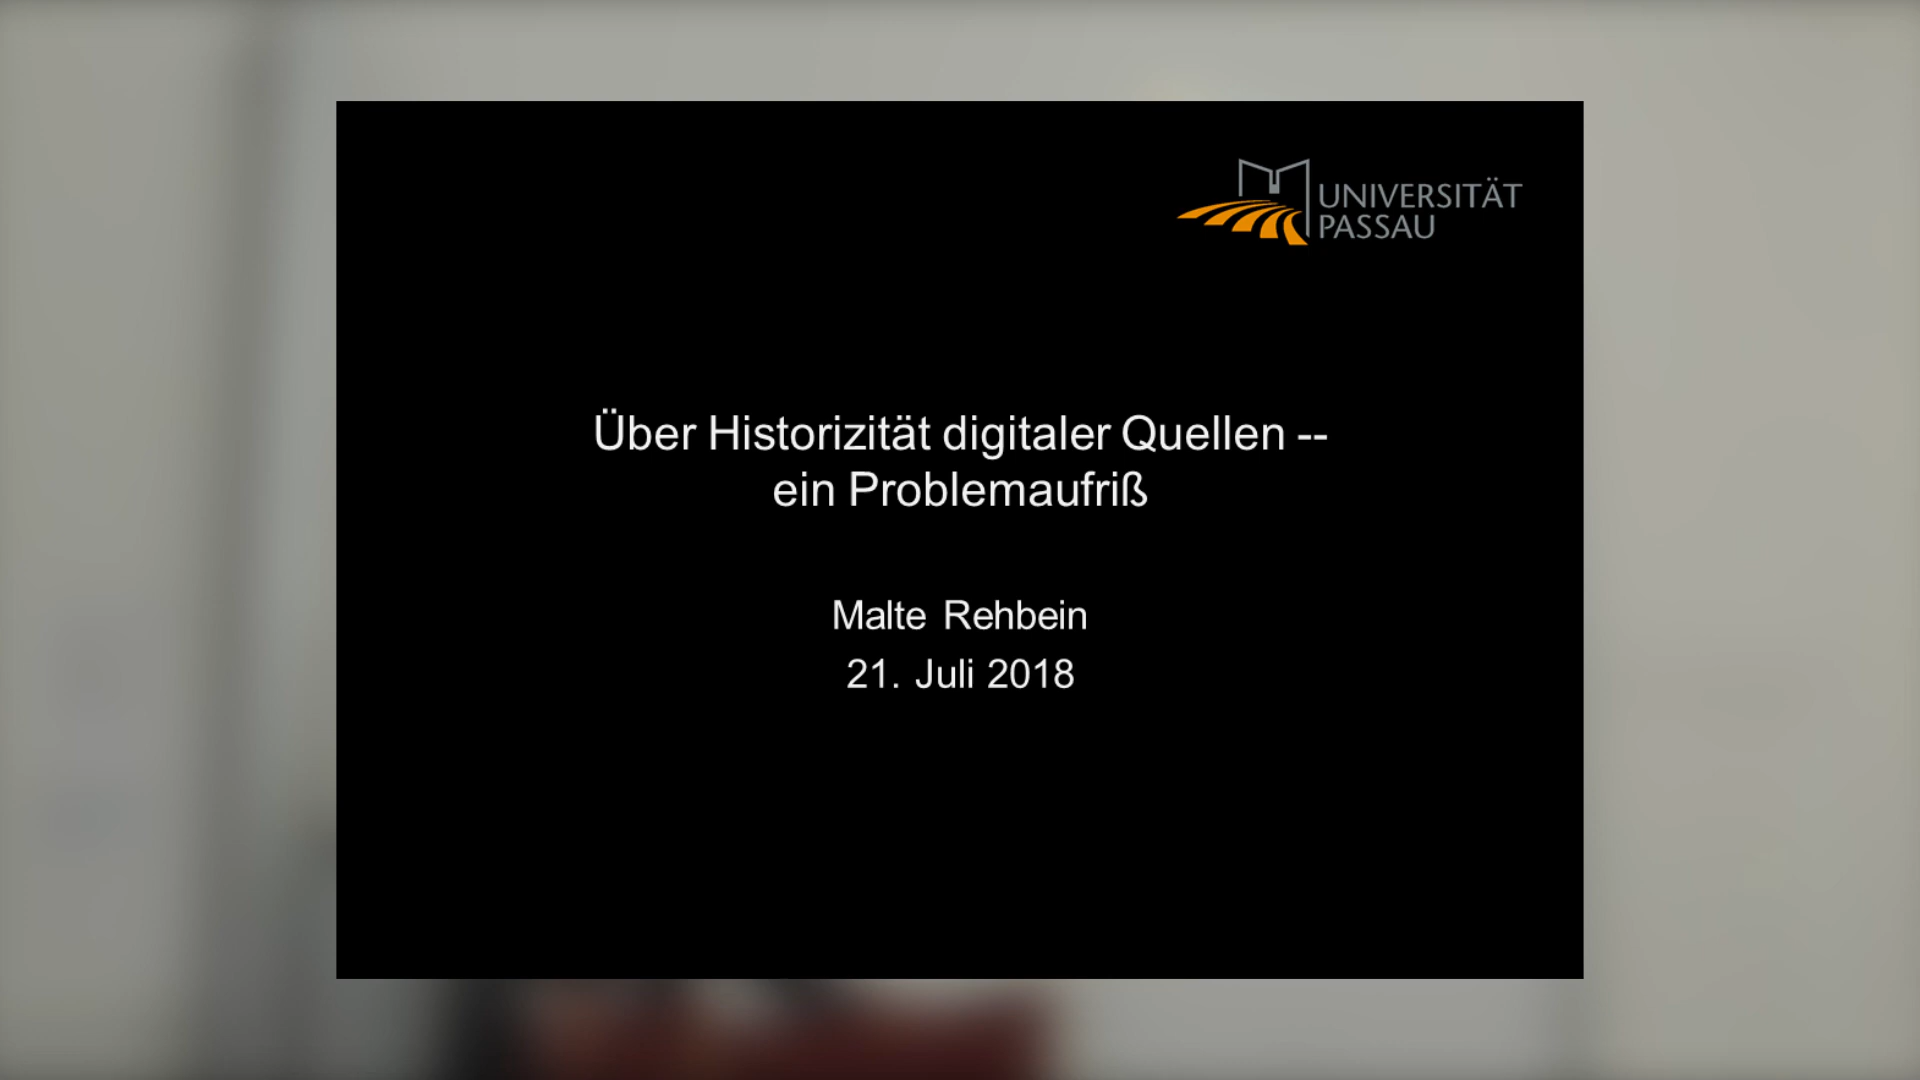 UNIVERSITÄT
PASSAU
Über Historizität digitaler Quellen --
ein Problemaufriß
Malte Rehbein
21. Juli 2018